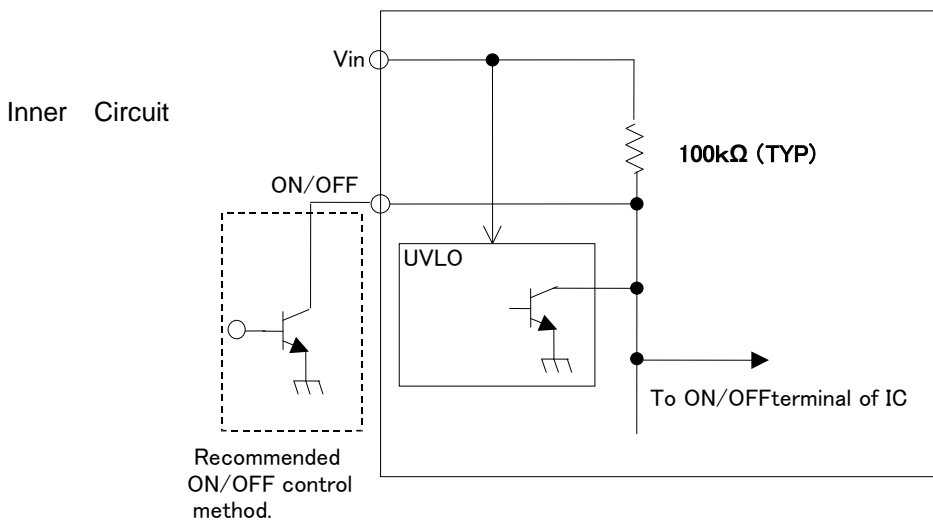 Vin
Inner Circuit
100kΩ (TYP)
ON/OFF
UVLO
To ON/OFFterminal of IC
Recommended
ON/OFF control
method.